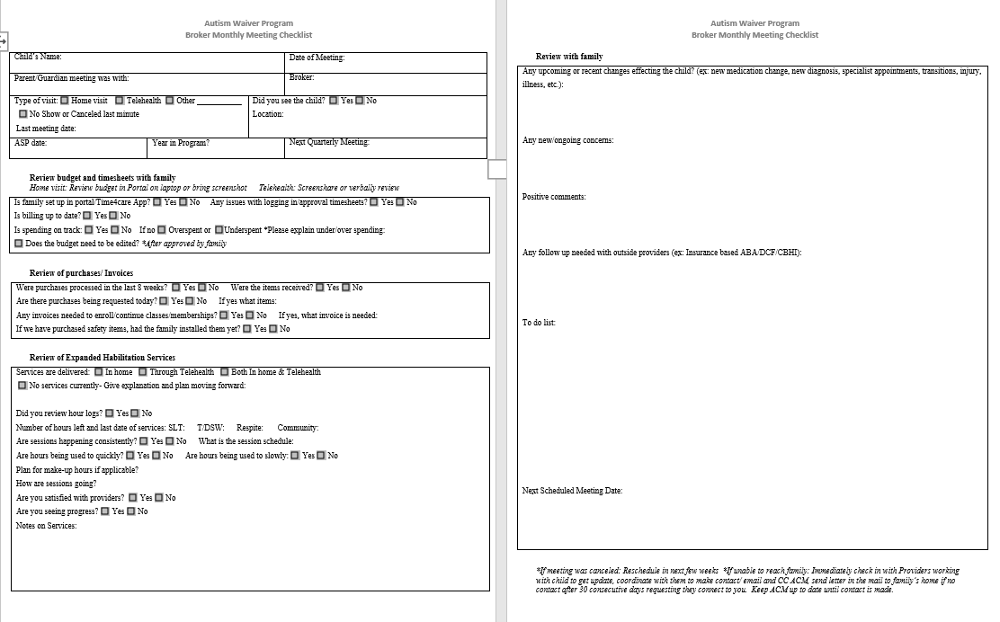 Autism Waiver Program
Broker Monthly Meeting Checklist
Child's Name:
Date of Meeting:
Parent/Guardian meeting was with:
Broker:
Type of visit: Home visit Telehealth Other __________
Did you see the child? Yes No
No Show or Canceled last minute
Location:
Last meeting date:
ASP date:
Year in Program?
Next Quarterly Meeting:
Review budget and timesheets with family
Home visit: Review budget in Portal on laptop or bring screenshot Telehealth: Screenshare or verbally review
Is family set up in portal/Time4care App? Yes No Any issues with logging in/approval timesheets? Yes No
Is billing up to date? Yes No
Is spending on track: Yes No If no Overspent or Underspent *Please explain under/over spending:
Does the budget need to be edited? *After approved by family
Review of purchases/ Invoices
Were purchases processed in the last 8 weeks? Yes No Were the items received? Yes No
Are there purchases being requested today? Yes No If yes what items:
Any invoices needed to enroll/continue classes/memberships? Yes No If yes, what invoice is needed:
If we have purchased safety items, had the family installed them yet? Yes No
Review of Expanded Habilitation Services
Services are delivered: In home Through Telehealth Both In home & Telehealth
No services currently- Give explanation and plan moving forward:
Did you review hour logs? Yes No
Number of hours left and last date of services: SLT: T/DSW: Respite: Community:
Are sessions happening consistently? Yes No What is the session schedule:
Are hours being used to quickly? Yes No Are hours being used to slowly: Yes No
Plan for make-up hours if applicable?
How are sessions going?
Are you satisfied with providers? Yes No
Are you seeing progress? Yes No
Notes on Services:
Autism Waiver Program
Broker Monthly Meeting Checklist
Review with family
Any upcoming or recent changes effecting the child? (ex: new medication change, new diagnosis, specialist appointments, transitions, injury,
illness, etc.):
Any new/ongoing concerns:
Positive comments:
Any follow up needed with outside providers (ex: Insurance based ABA/DCF/CBHI):
To do list:
Next Scheduled Meeting Date:
*If meeting was canceled: Reschedule in next few weeks *If unable to reach family: Immediately check in with Providers working
with child to get update, coordinate with them to make contact/ email and CC ACM, send letter in the mail to family's home if no
contact after 30 consecutive days requesting they connect to you. Keep ACM up to date until contact is made.